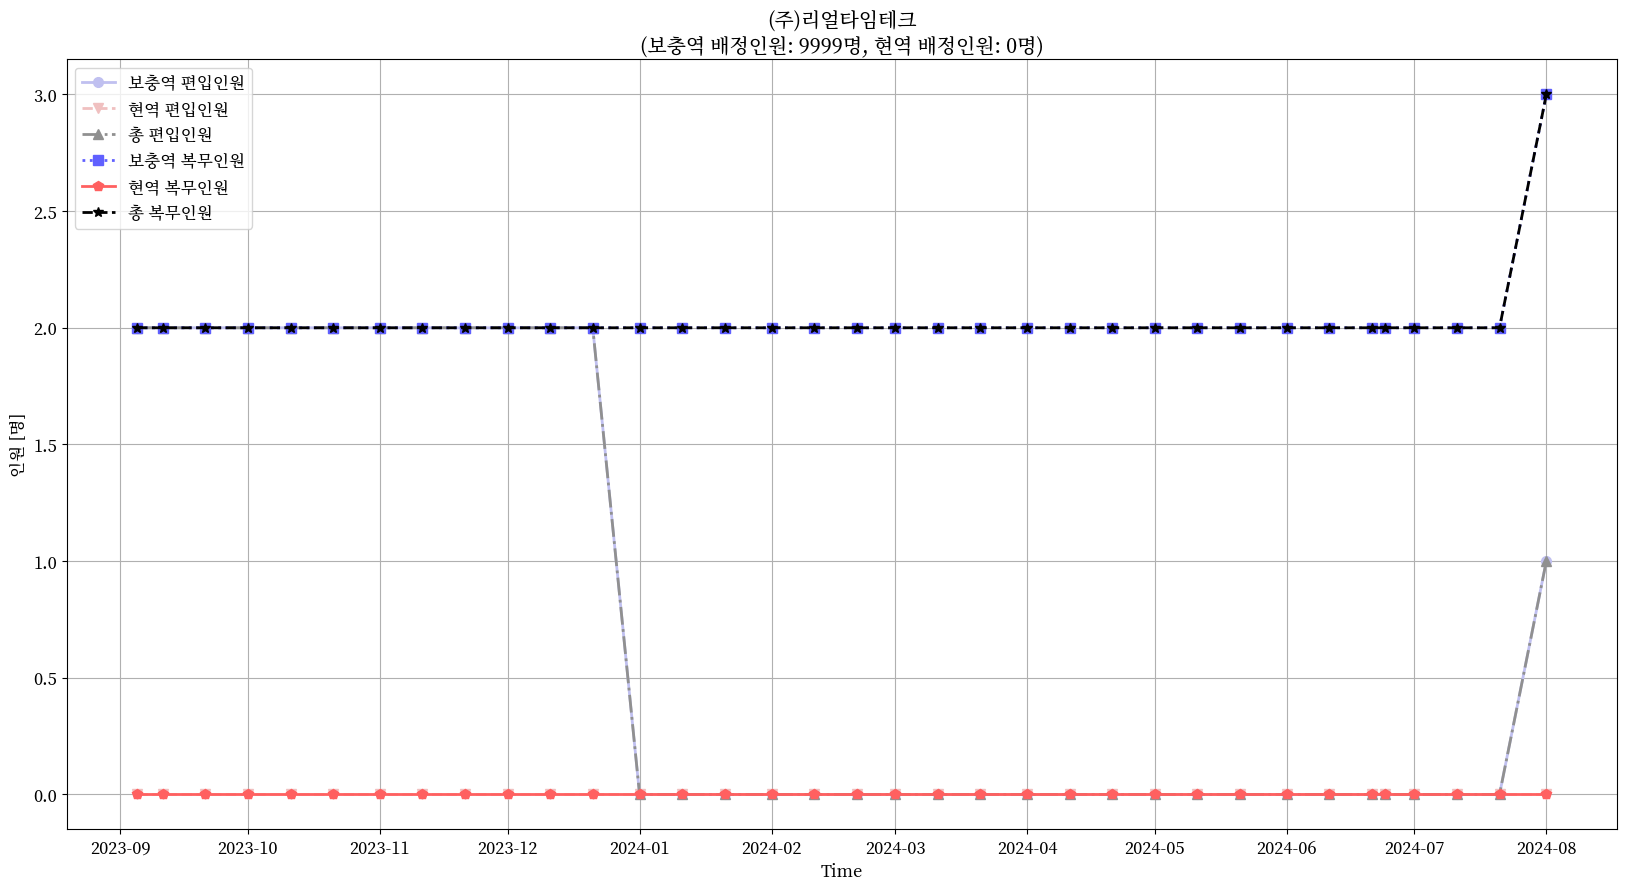 (주)리얼타임테크
(보충역 배정인원: 9999명, 현역 배정인원: 0명)
보충역 편입인원
현역 편입인원
총 편입인원
보충역 복무인원
현역 복무인원
총 복무인원
3.0
2.5
2.0
1.5
1.0
0.5
0.0
인원 [명]
2023-09 2023-10 2023-11 2023-12 2024-01 2024-02 2024-03 2024-04 2024-05 2024-06 2024-07 2024-08
Time